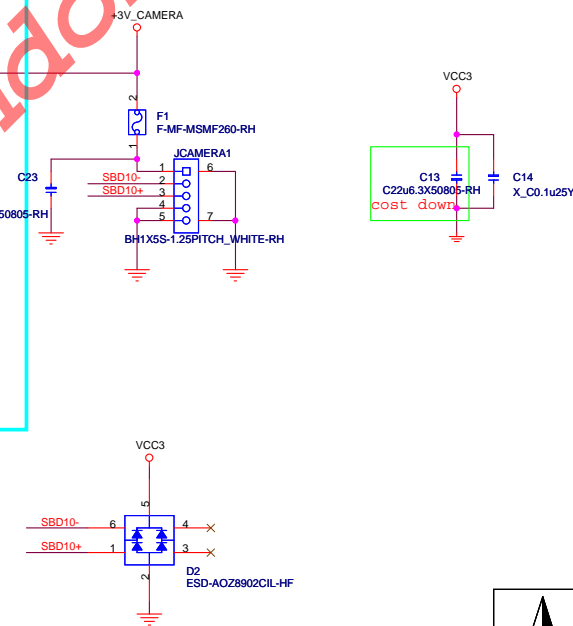 +3V_CAMERA
2
F1
F-MF-MSMF260-RH
1
JCAMERA1
C23
50805-RH
SBD10-
SBD10+
1
2
3
4
5
6
7
BH1X5S-1.25PITCH_WHITE-RH
VCC3
C13
C22u6.3X50805-RH
cost down
C14
X_C0.1u25Y
VCC3
5
SBD10-
6
4
SBD10+
1
3
2
D2
ESD-AOZ8902CIL-HF